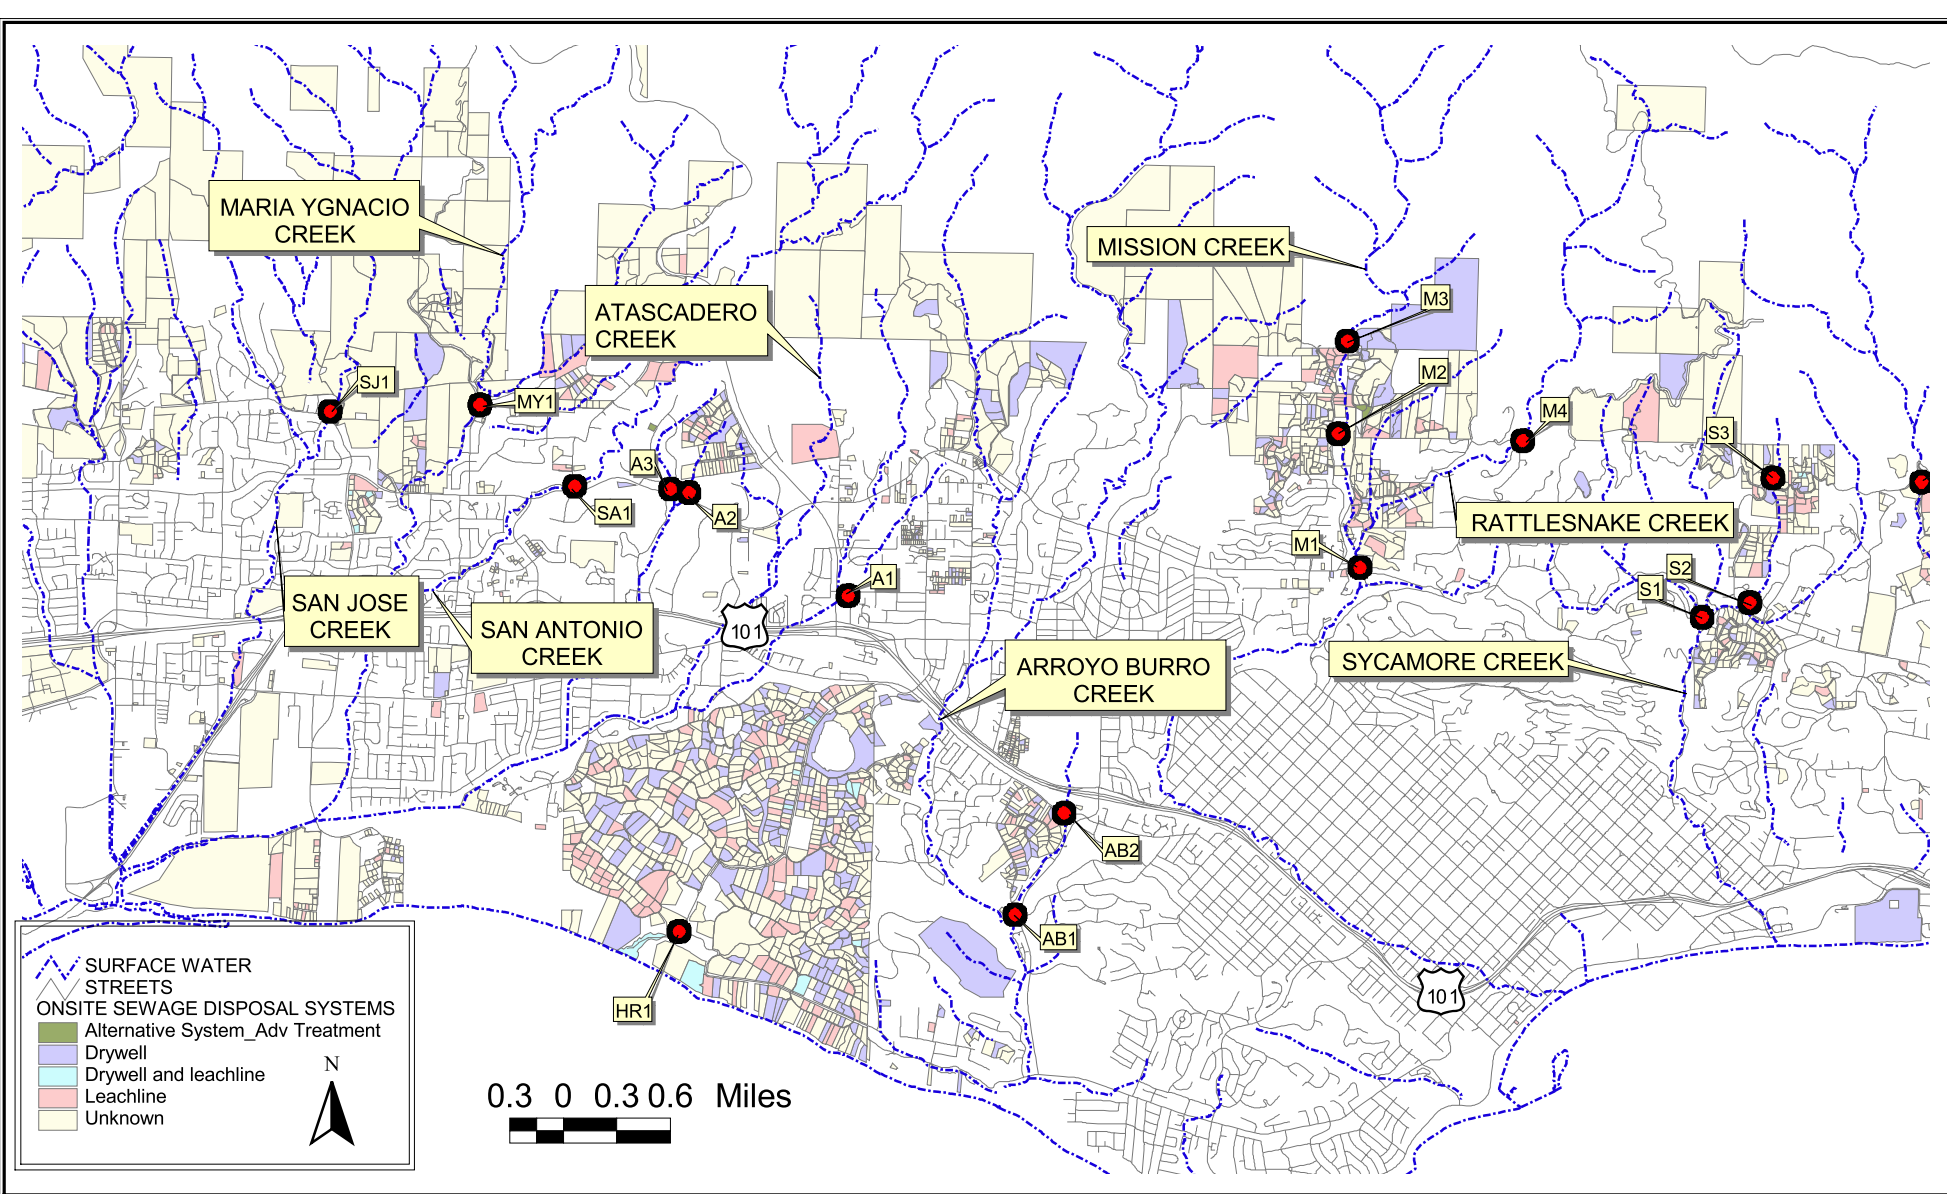 MARIA YGNACIO
CREEK
MISSION CREEK
ATASCADERO
CREEK
M3
M2
SJ1
MY1
M4
S3
A3
SA1
A2
RATTLESNAKE CREEK
M1
S2
S1
A1
SAN JOSE
CREEK
SAN ANTONIO
CREEK
101
ARROYO BURRO
CREEK
SYCAMORE CREEK
AB2
AB1
HR1
101
SURFACE WATER
STREETS
ONSITE SEWAGE DISPOSAL SYSTEMS
Alternative System_Adv Treatment
Drywell
Drywell and leachline
Leachline
Unknown
N
0.3 0 0.3 0.6 Miles